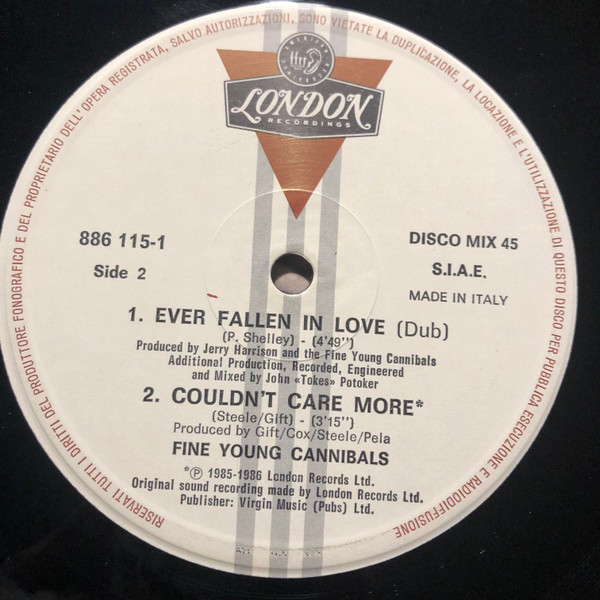 RISERVATI TUTTI I DIRITTI DEL PRODUTTORE FONOGRAFICO E DEL PROPRIETARIO DELL'OPERA REGISTRATA, SALVO AUTORIZZAZIONI, SONO VIETATE LA DUPLICAZIONE, LA LOCAZIONE E L'UTILIZZAZIONE DI QUESTO DISCO PER PUBBLICA ESECUZIONE E RADIODIFFUSIONE
LONDON
RECORDINGS
886 115-1
Side 2
DISCO MIX 45
S.I.A.E.
MADE IN ITALY
1. EVER FALLEN IN LOVE (Dub)
(P. Shelley) - (4'49")
Produced by Jerry Harrison and the Fine Young Cannibals
Additional Production, Recorded, Engineered
and Mixed by John «Tokes» Potoker
2. COULDN'T CARE MORE*
(Steele/Gift) - (3'15")
Produced by Gift/Cox/Steele/Pela
FINE YOUNG CANNIBALS
*Ⓟ 1985-1986 London Records Ltd.
Original sound recording made by London Records Ltd.
Publisher: Virgin Music (Pubs) Ltd.